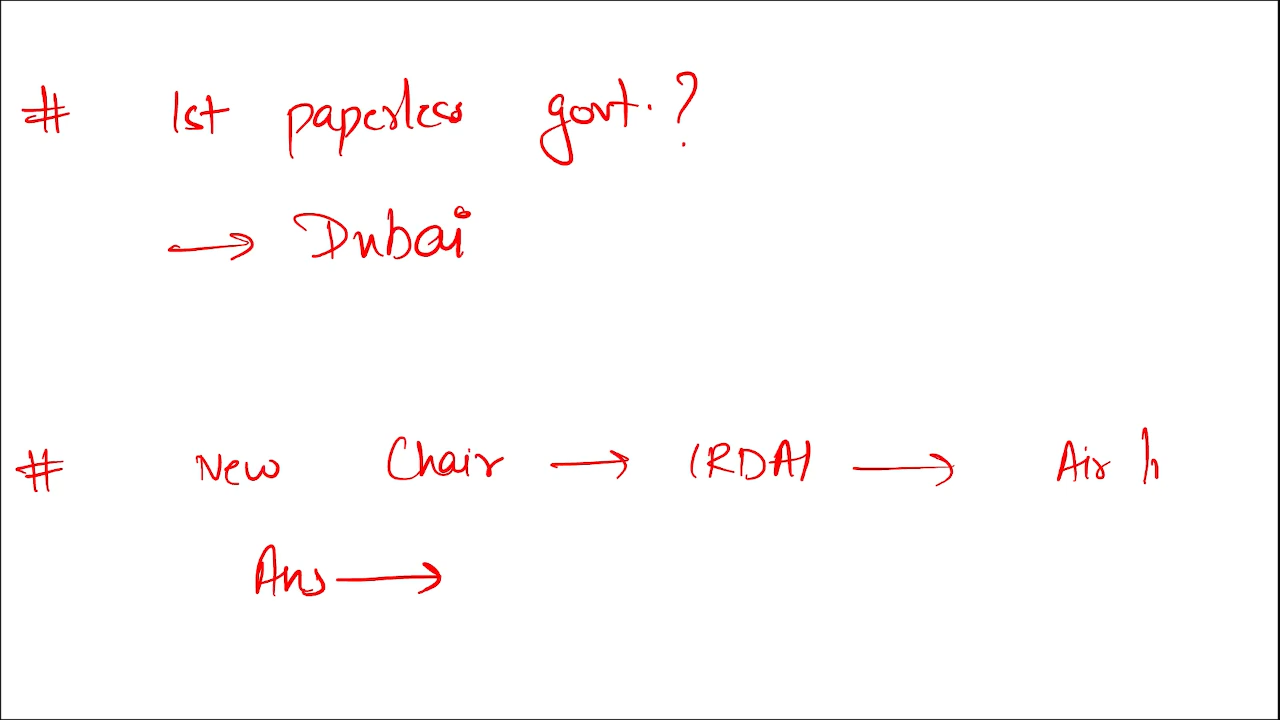 # 1st paperless govt.?
→ Dubai
# New Chair → IRDAI → Air
Ans →